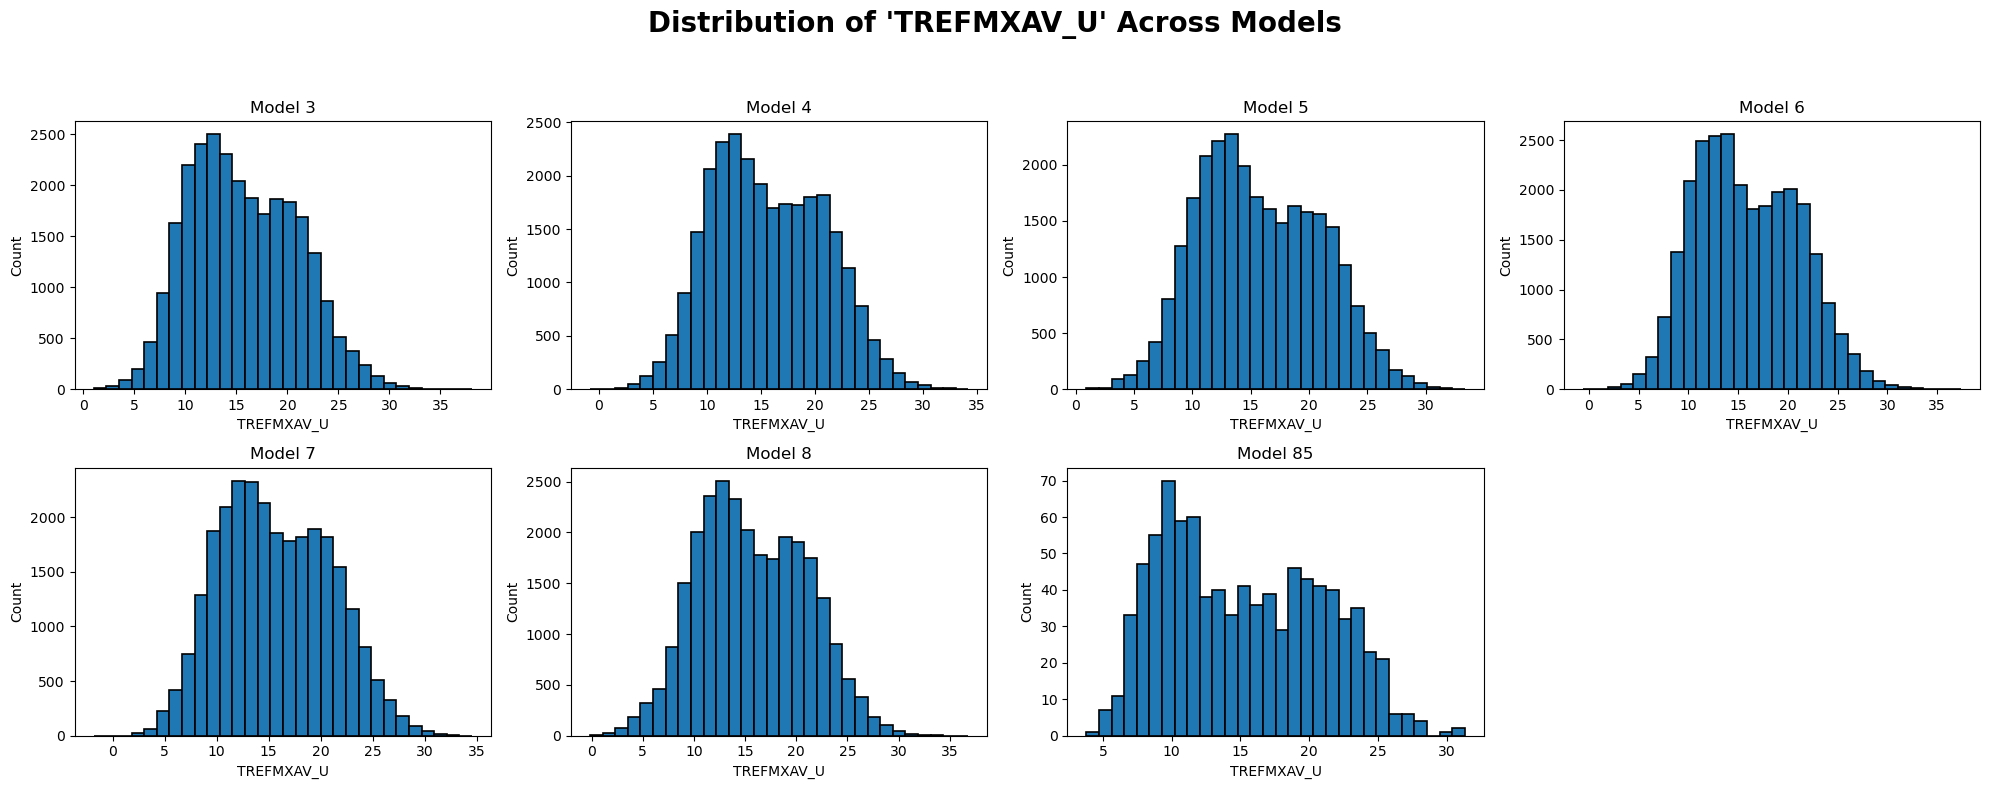 Distribution of 'TREFMXAV_U' Across Models
Model 3
2500
2000
1500
1000
500
0
Count
0 5 10 15 20 25 30 35
TREFMXAV_U
Model 4
2500
2000
1500
1000
500
0
Count
0 5 10 15 20 25 30 35
TREFMXAV_U
Model 5
2000
1500
1000
500
0
Count
0 5 10 15 20 25 30
TREFMXAV_U
Model 6
2500
2000
1500
1000
500
0
Count
0 5 10 15 20 25 30 35
TREFMXAV_U
Model 7
2000
1500
1000
500
0
Count
0 5 10 15 20 25 30 35
TREFMXAV_U
Model 8
2500
2000
1500
1000
500
0
Count
0 5 10 15 20 25 30 35
TREFMXAV_U
Model 85
70
60
50
40
30
20
10
0
Count
5 10 15 20 25 30
TREFMXAV_U